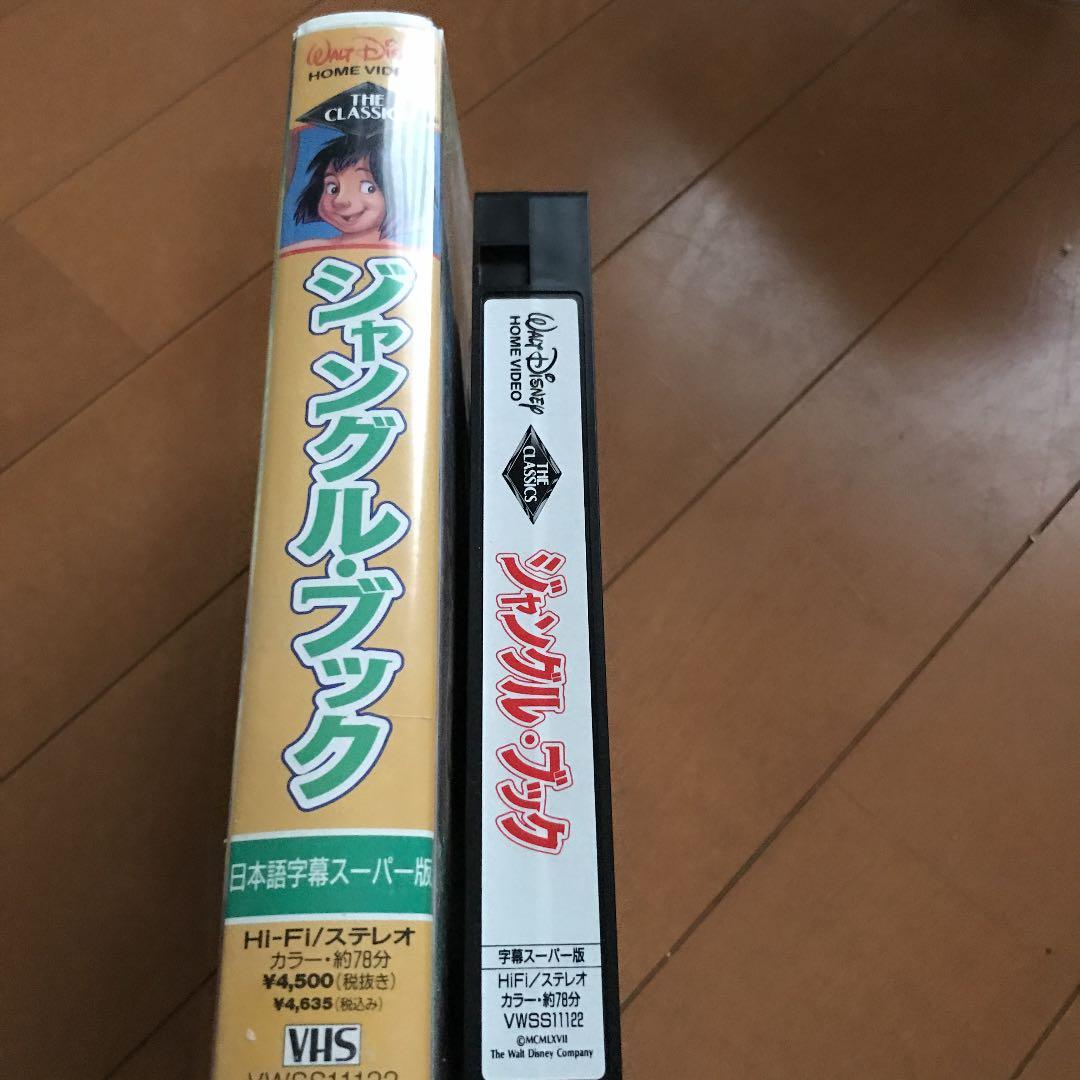 WALT DIS
HOME VIDE
THE
CLASSICS
ジャングル・ブック
日本語字幕スーパー版
Hi-Fi/ステレオ
カラー・約78分
¥4,500(税抜き)
¥4,635(税込み)
VHS
VWSS11122
WALT DISNEY
HOME VIDEO
THE
CLASSICS
ジャングル・ブック
字幕スーパー版
HiFi/ステレオ
カラー・約78分
VWSS11122
©MCMLXVII
The Walt Disney Company